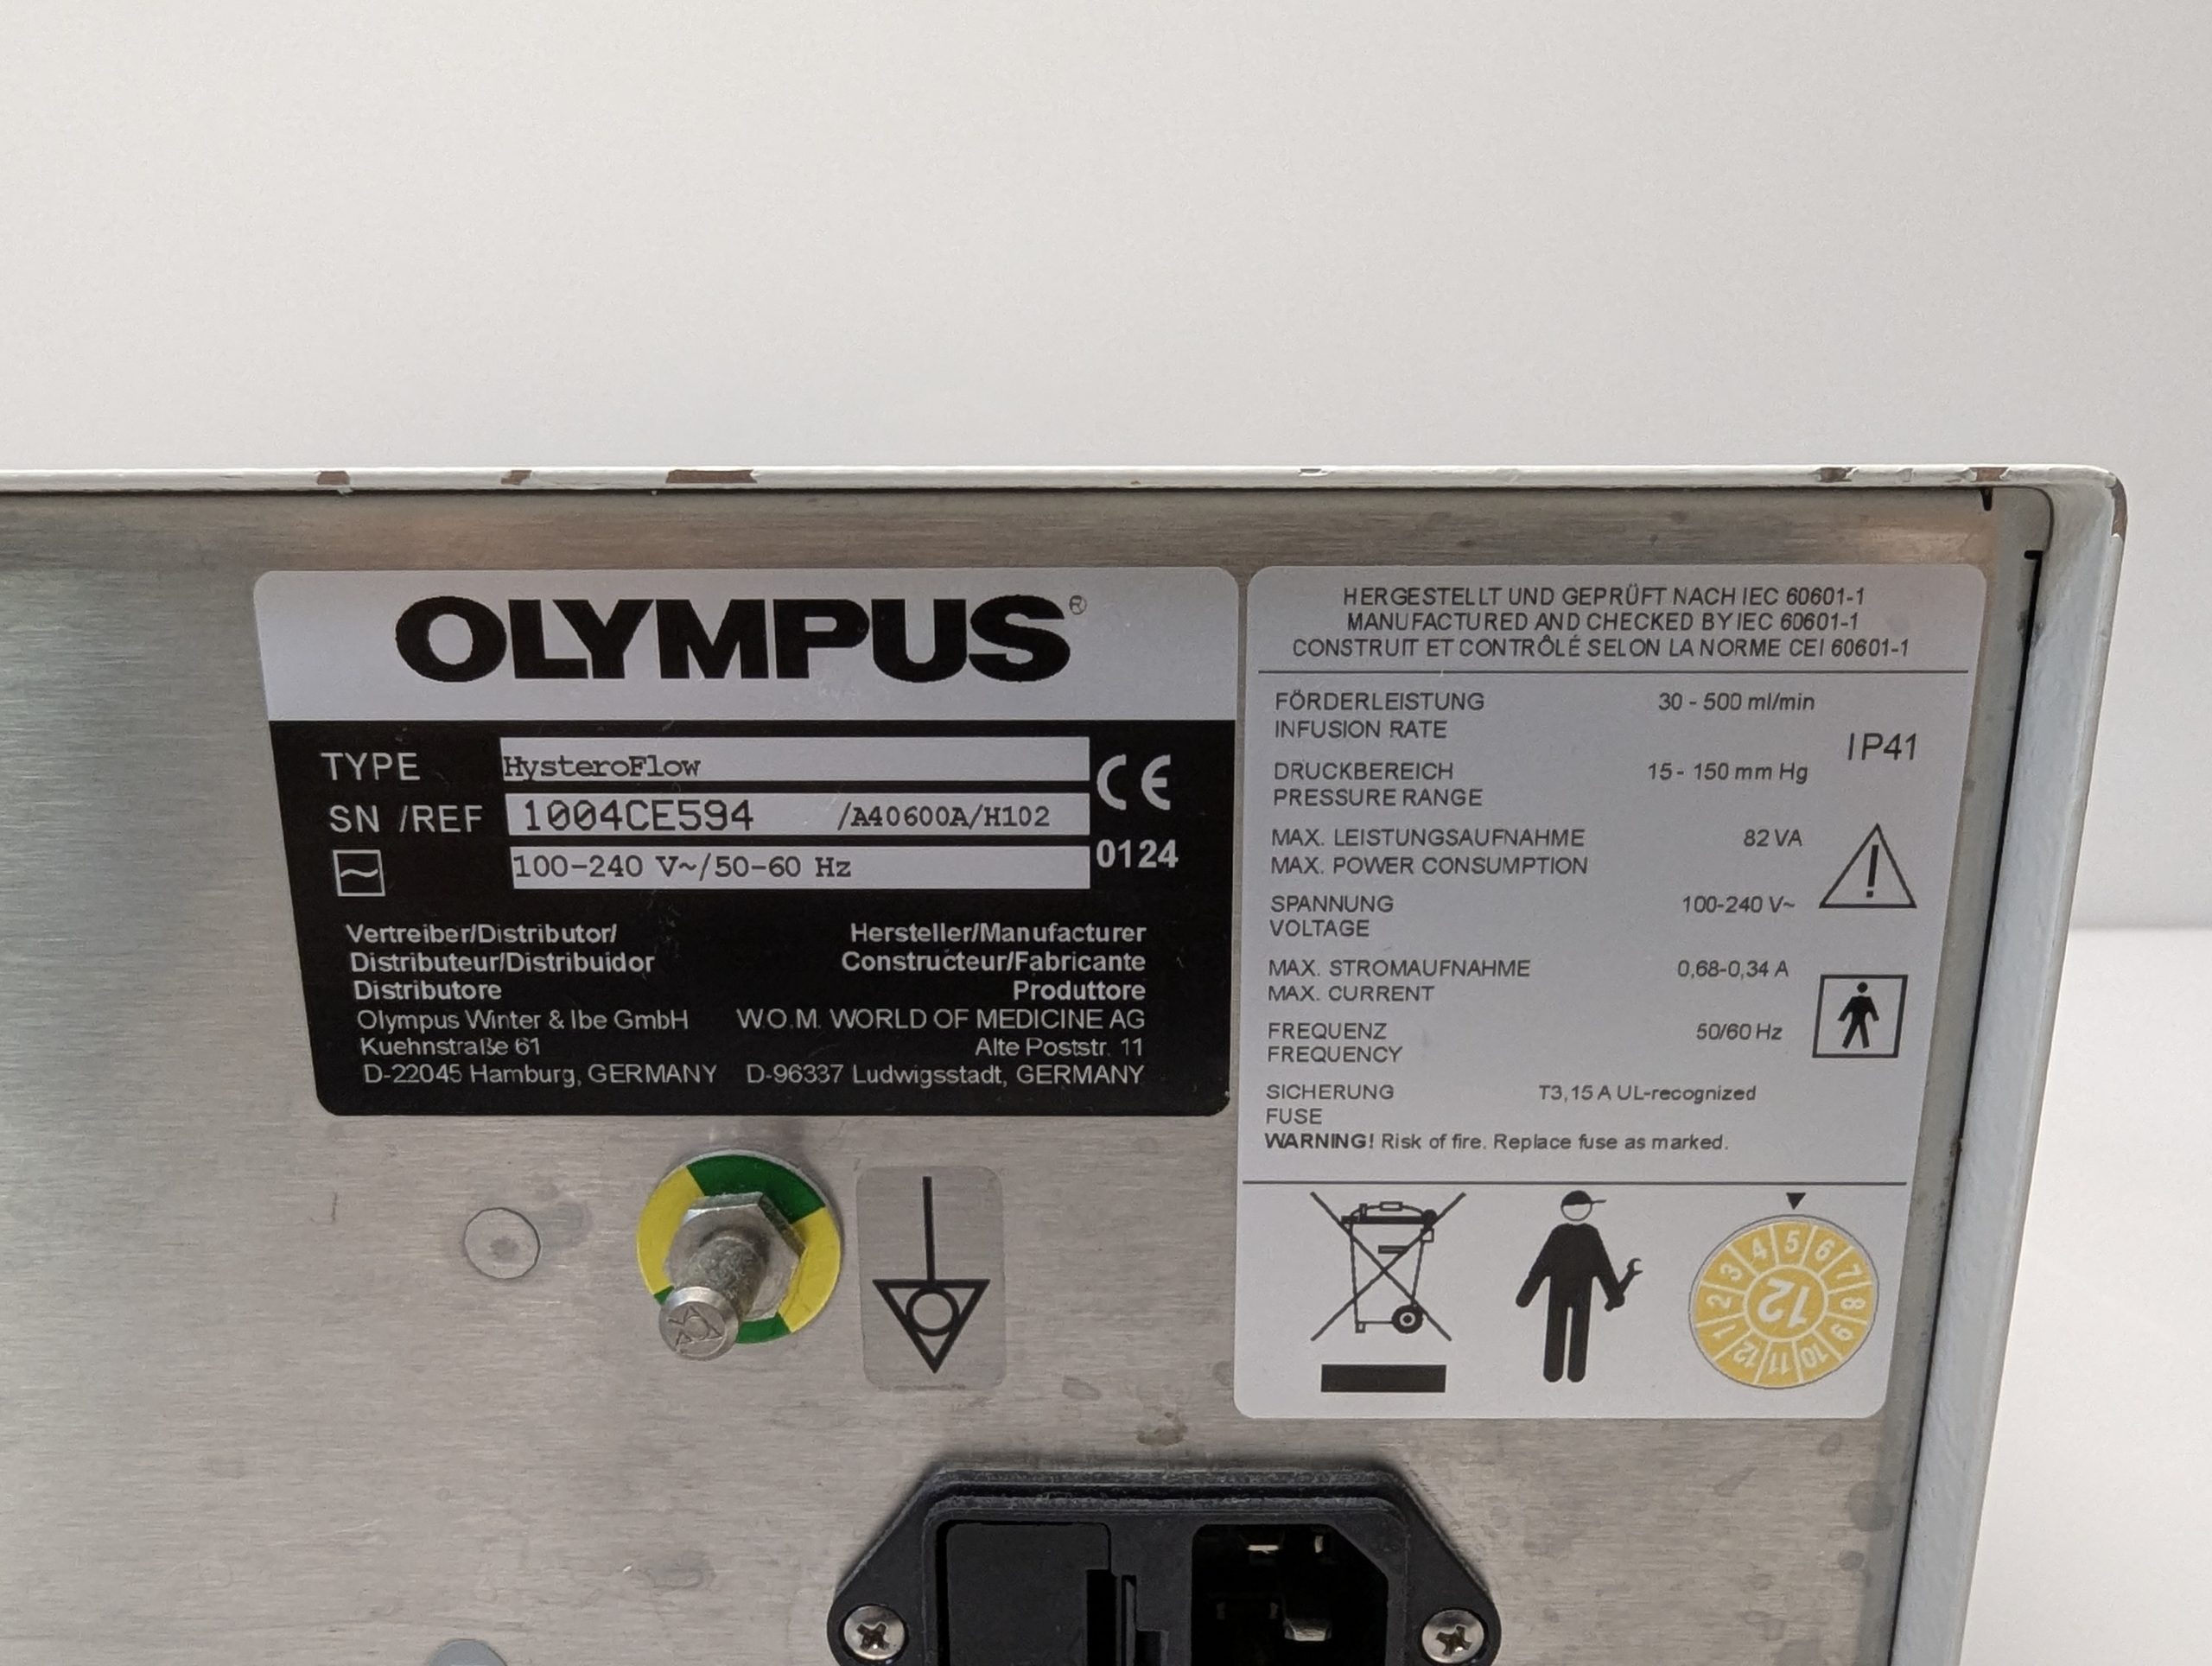 OLYMPUS®
TYPE HysteroFlow
SN /REF 1004CE594 /A40600A/H102
100-240 V~/50-60 Hz
CE
0124
Vertreiber/Distributor/
Distributeur/Distribuidor
Distributore
Olympus Winter & Ibe GmbH
Kuehnstraße 61
D-22045 Hamburg, GERMANY
Hersteller/Manufacturer
Constructeur/Fabricante
Produttore
W.O.M. WORLD OF MEDICINE AG
Alte Poststr. 11
D-96337 Ludwigsstadt, GERMANY
HERGESTELLT UND GEPRÜFT NACH IEC 60601-1
MANUFACTURED AND CHECKED BY IEC 60601-1
CONSTRUIT ET CONTRÔLÉ SELON LA NORME CEI 60601-1
FÖRDERLEISTUNG 30 - 500 ml/min
INFUSION RATE
IP41
DRUCKBEREICH 15 - 150 mm Hg
PRESSURE RANGE
MAX. LEISTUNGSAUFNAHME 82 VA
MAX. POWER CONSUMPTION
SPANNUNG 100-240 V~
VOLTAGE
MAX. STROMAUFNAHME 0,68-0,34 A
MAX. CURRENT
FREQUENZ 50/60 Hz
FREQUENCY
SICHERUNG T3,15 A UL-recognized
FUSE
WARNING! Risk of fire. Replace fuse as marked.
1 2 3 4 5 6 7 8 9 10 11 12
12